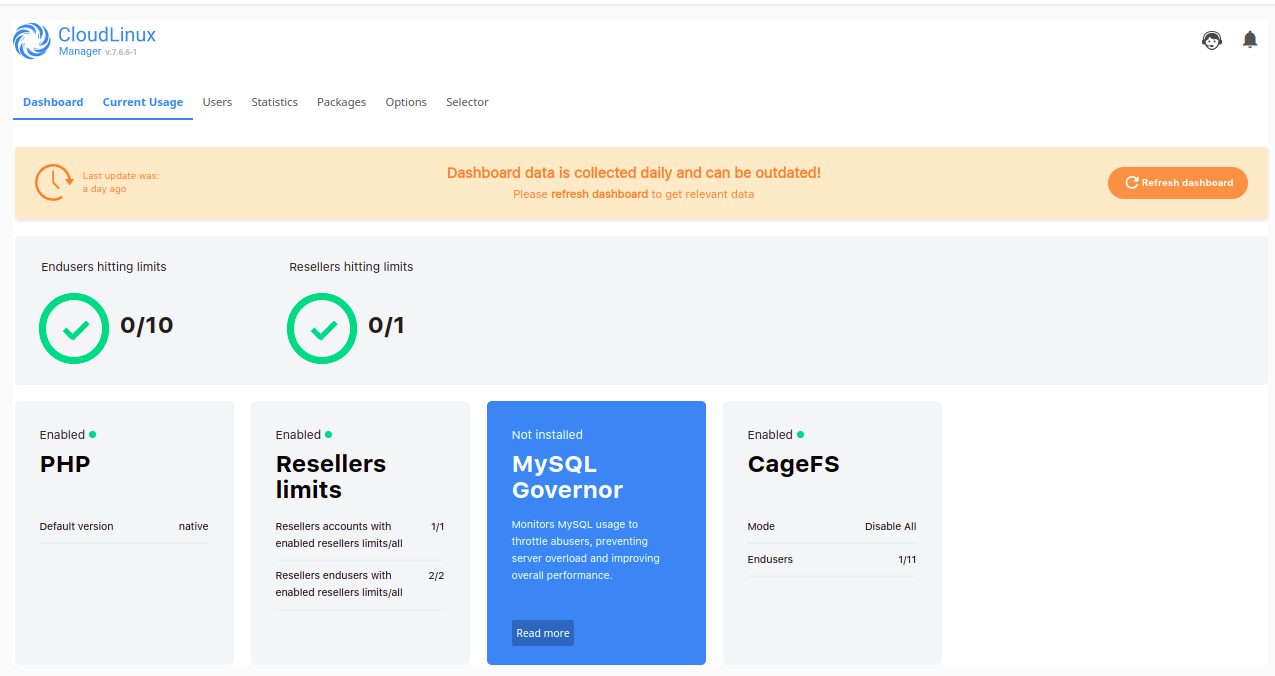 CloudLinux
Manager v.7.6.6-1
Dashboard Current Usage Users Statistics Packages Options Selector
Last update was:
a day ago
Dashboard data is collected daily and can be outdated!
Please refresh dashboard to get relevant data
Refresh dashboard
Endusers hitting limits
0/10
Resellers hitting limits
0/1
Enabled
PHP
Default version native
Enabled
Resellers
limits
Resellers accounts with 1/1
enabled resellers limits/all
Resellers endusers with 2/2
enabled resellers limits/all
Not installed
MySQL
Governor
Monitors MySQL usage to
throttle abusers, preventing
server overload and improving
overall performance.
Read more
Enabled
CageFS
Mode Disable All
Endusers 1/11